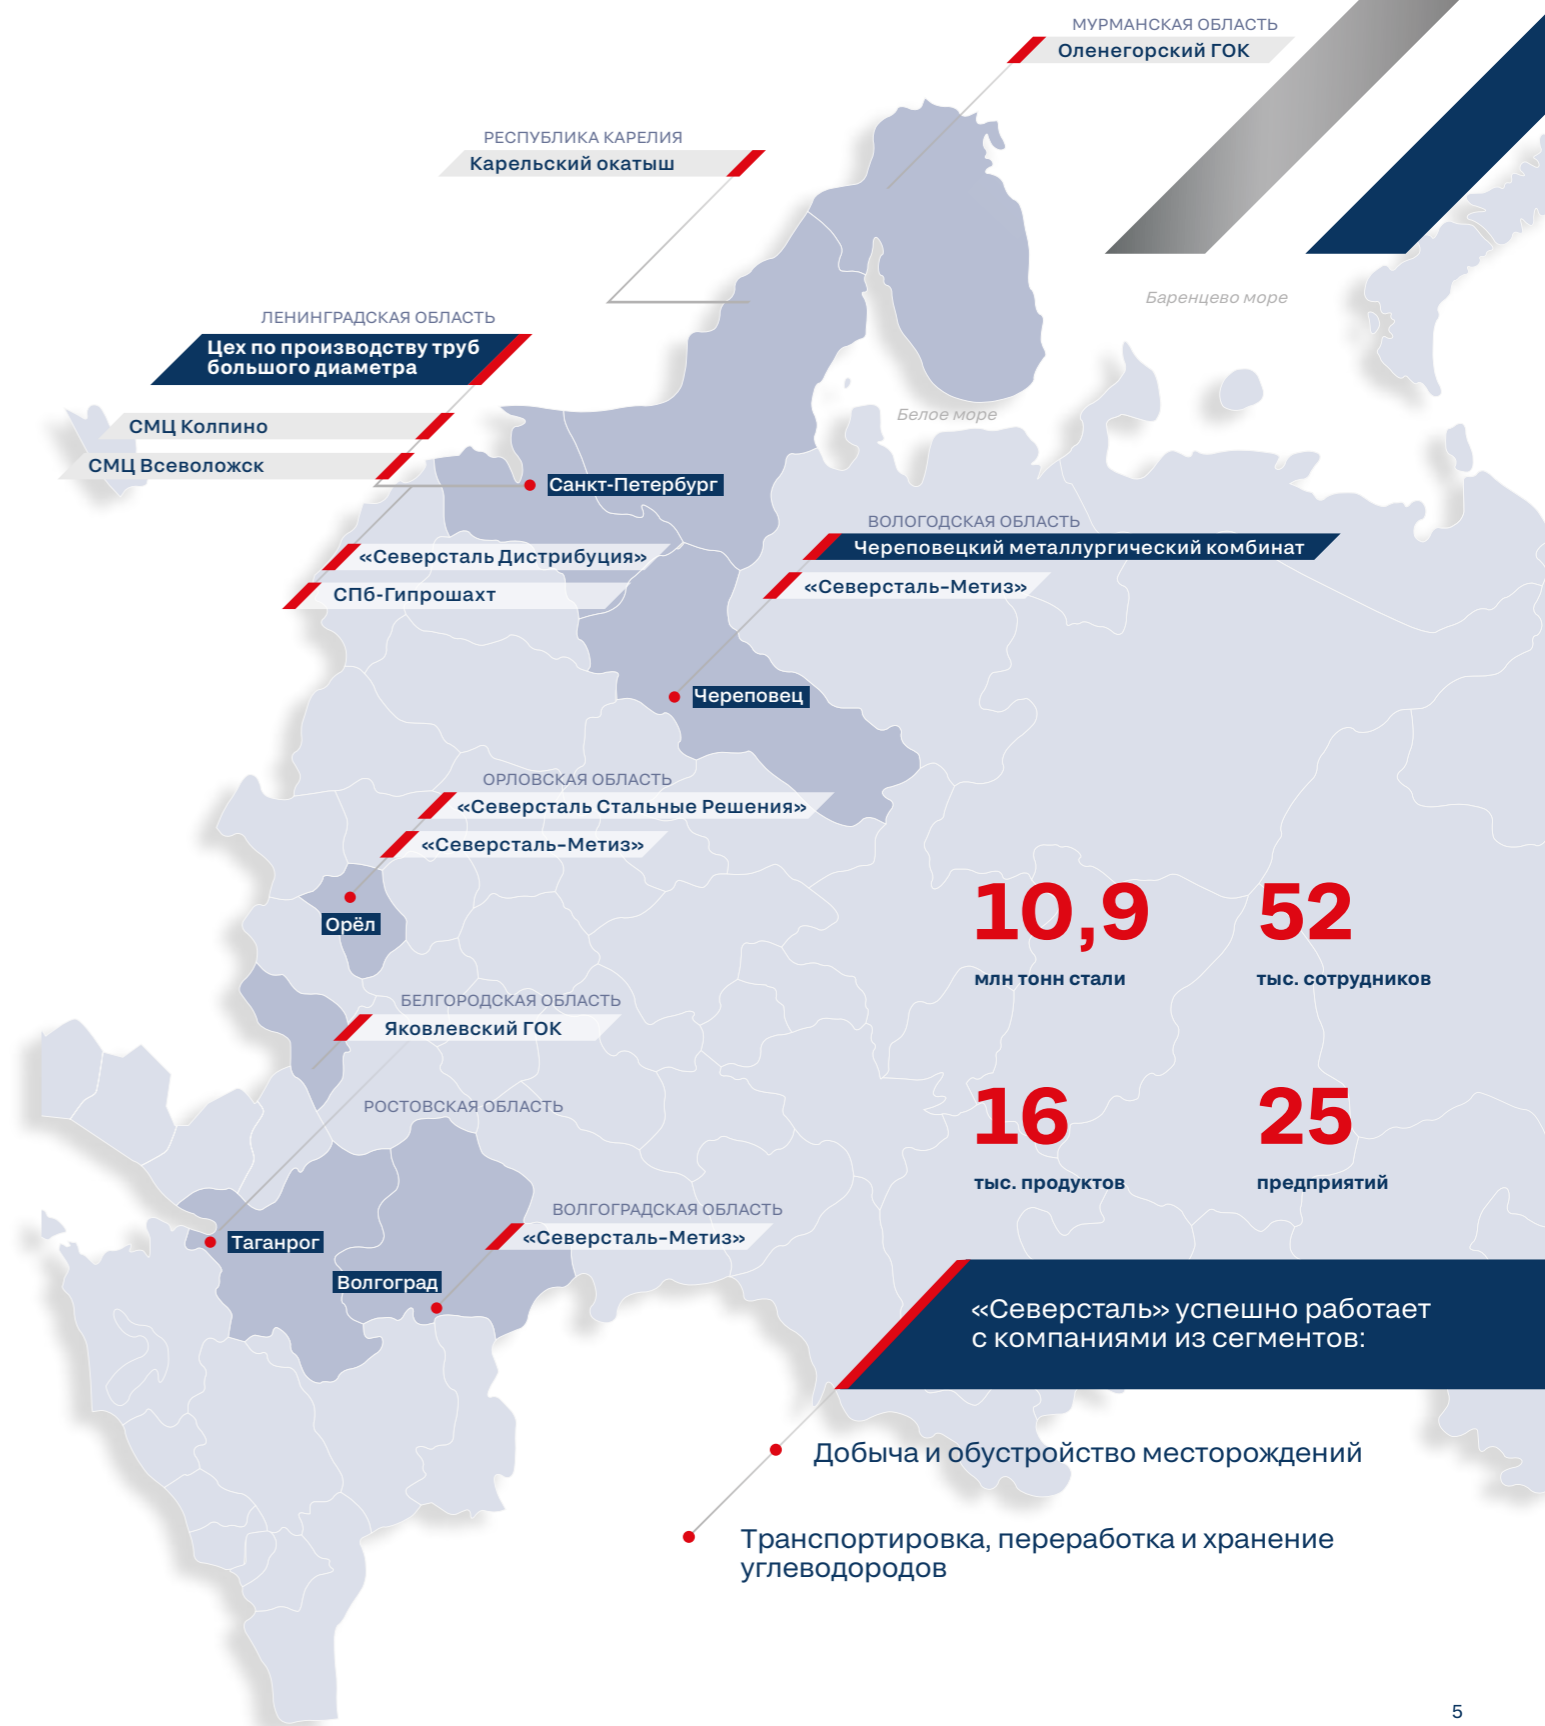 МУРМАНСКАЯ ОБЛАСТЬ
Оленегорский ГОК
РЕСПУБЛИКА КАРЕЛИЯ
Карельский окатыш
Баренцево море
ЛЕНИНГРАДСКАЯ ОБЛАСТЬ
Цех по производству труб
большого диаметра
СМЦ Колпино
СМЦ Всеволожск
Белое море
Санкт-Петербург
«Северсталь Дистрибуция»
СПб-Гипрошахт
ВОЛОГОДСКАЯ ОБЛАСТЬ
Череповецкий металлургический комбинат
«Северсталь-Метиз»
Череповец
ОРЛОВСКАЯ ОБЛАСТЬ
«Северсталь Стальные Решения»
«Северсталь-Метиз»
Орёл
БЕЛГОРОДСКАЯ ОБЛАСТЬ
Яковлевский ГОК
РОСТОВСКАЯ ОБЛАСТЬ
Таганрог
ВОЛГОГРАДСКАЯ ОБЛАСТЬ
«Северсталь-Метиз»
Волгоград
10,9
млн тонн стали
52
тыс. сотрудников
16
тыс. продуктов
25
предприятий
«Северсталь» успешно работает
с компаниями из сегментов:
Добыча и обустройство месторождений
Транспортировка, переработка и хранение
углеводородов
5